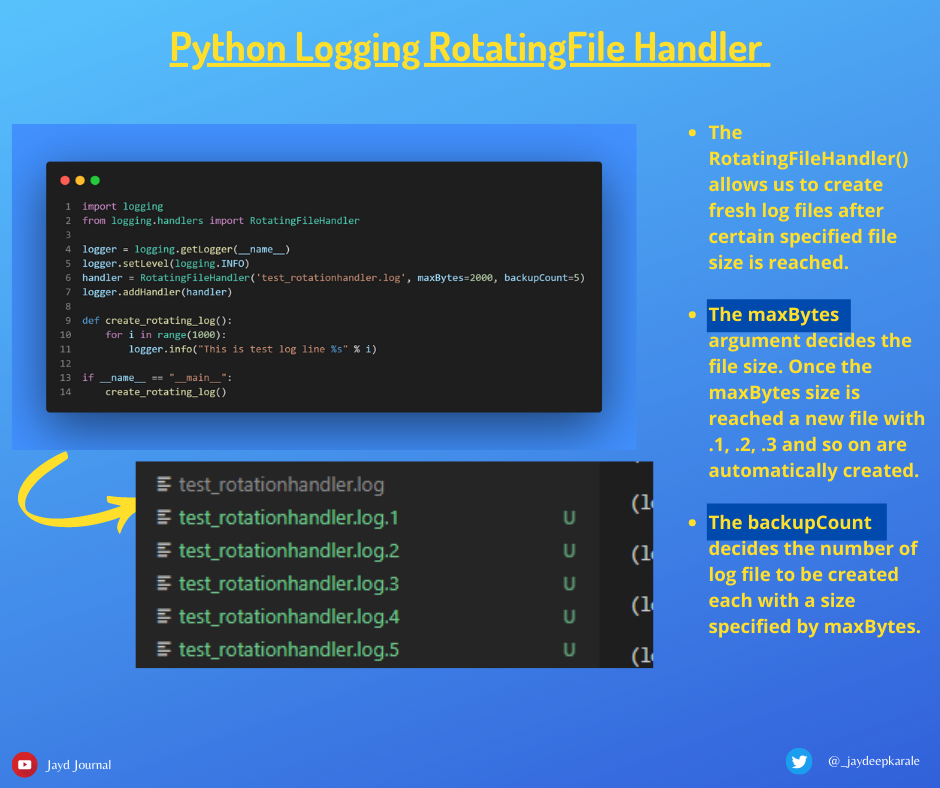 Python Logging RotatingFile Handler
1 import logging
2 from logging.handlers import RotatingFileHandler
3
4 logger = logging.getLogger(__name__)
5 logger.setLevel(logging.INFO)
6 handler = RotatingFileHandler('test_rotationhandler.log', maxBytes=2000, backupCount=5)
7 logger.addHandler(handler)
8
9 def create_rotating_log():
10     for i in range(1000):
11         logger.info("This is test log line %s" % i)
12
13 if __name__ == "__main__":
14     create_rotating_log()
test_rotationhandler.log
test_rotationhandler.log.1 U
test_rotationhandler.log.2 U
test_rotationhandler.log.3 U
test_rotationhandler.log.4 U
test_rotationhandler.log.5 U
• The
RotatingFileHandler()
allows us to create
fresh log files after
certain specified file
size is reached.
• The maxBytes
argument decides the
file size. Once the
maxBytes size is
reached a new file with
.1, .2, .3 and so on are
automatically created.
• The backupCount
decides the number of
log file to be created
each with a size
specified by maxBytes.
Jayd Journal
@_jaydeepkarale